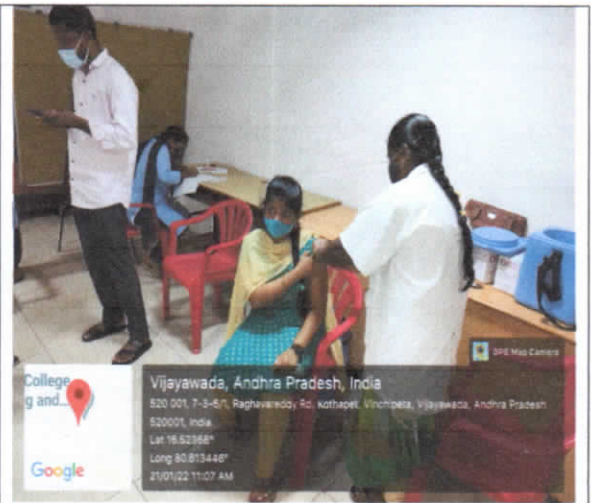 GPS Map Camera
College
g and...
Google
Vijayawada, Andhra Pradesh, India
520 001, 7-3-6/1, Raghavareddy Rd, Kothapet, Vinchipeta, Vijayawada, Andhra Pradesh
520001, India
Lat 16.52368°
Long 80.613446°
21/01/22 11:07 AM